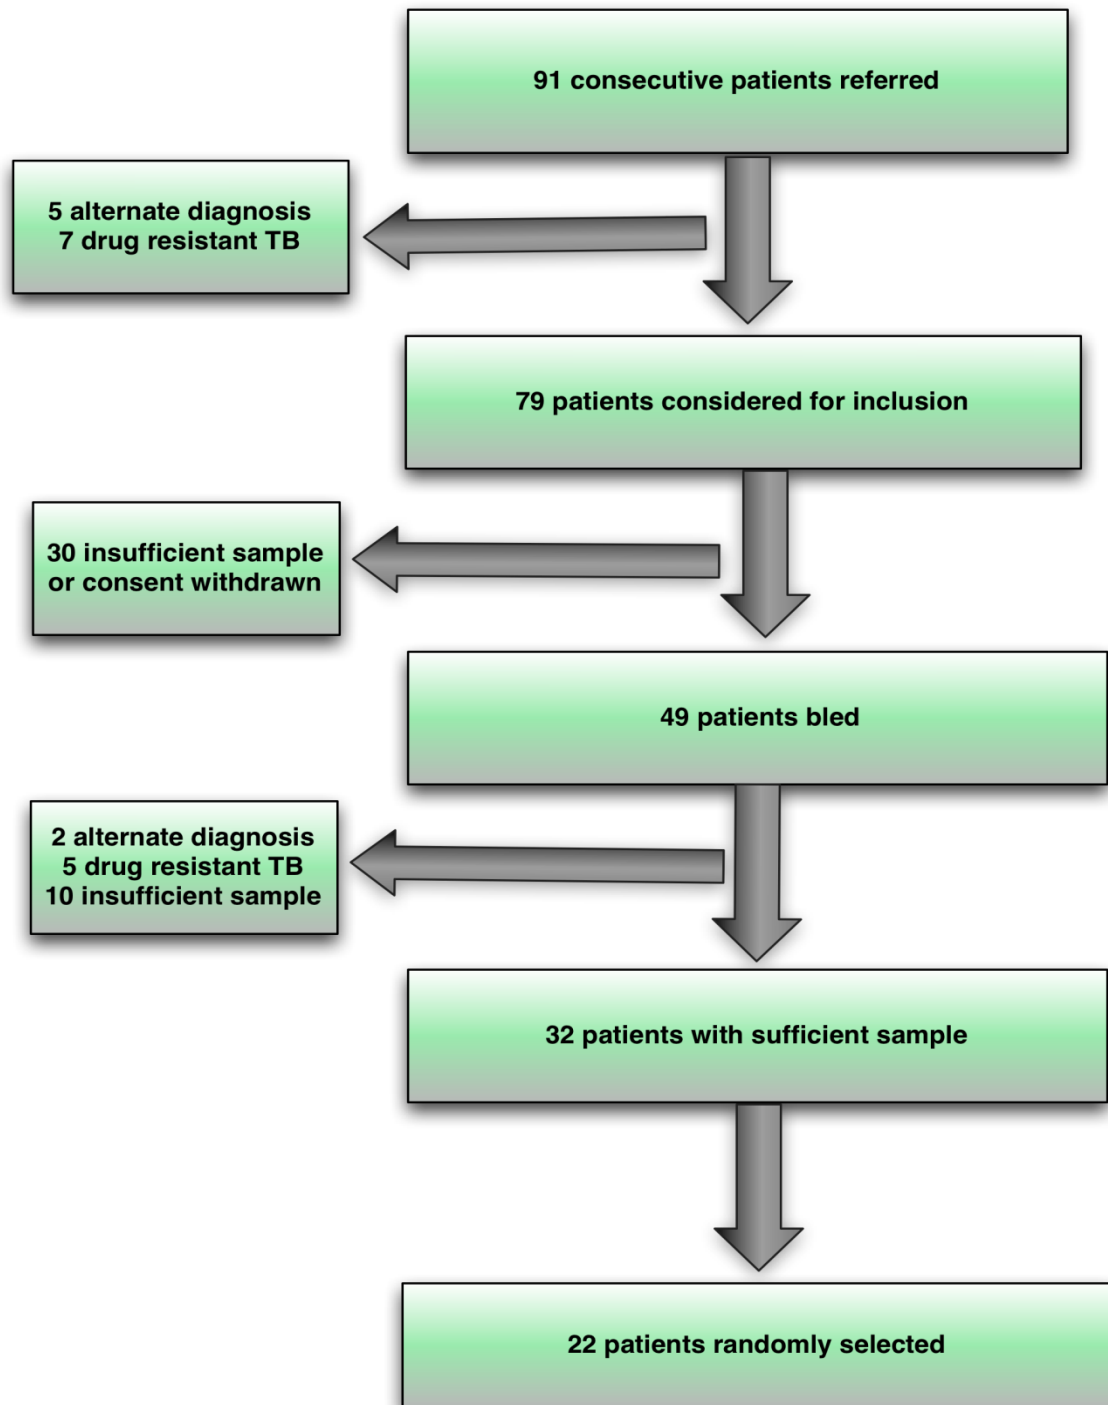 91 consecutive patients referred
5 alternate diagnosis
7 drug resistant TB
79 patients considered for inclusion
30 insufficient sample
or consent withdrawn
49 patients bled
2 alternate diagnosis
5 drug resistant TB
10 insufficient sample
32 patients with sufficient sample
22 patients randomly selected